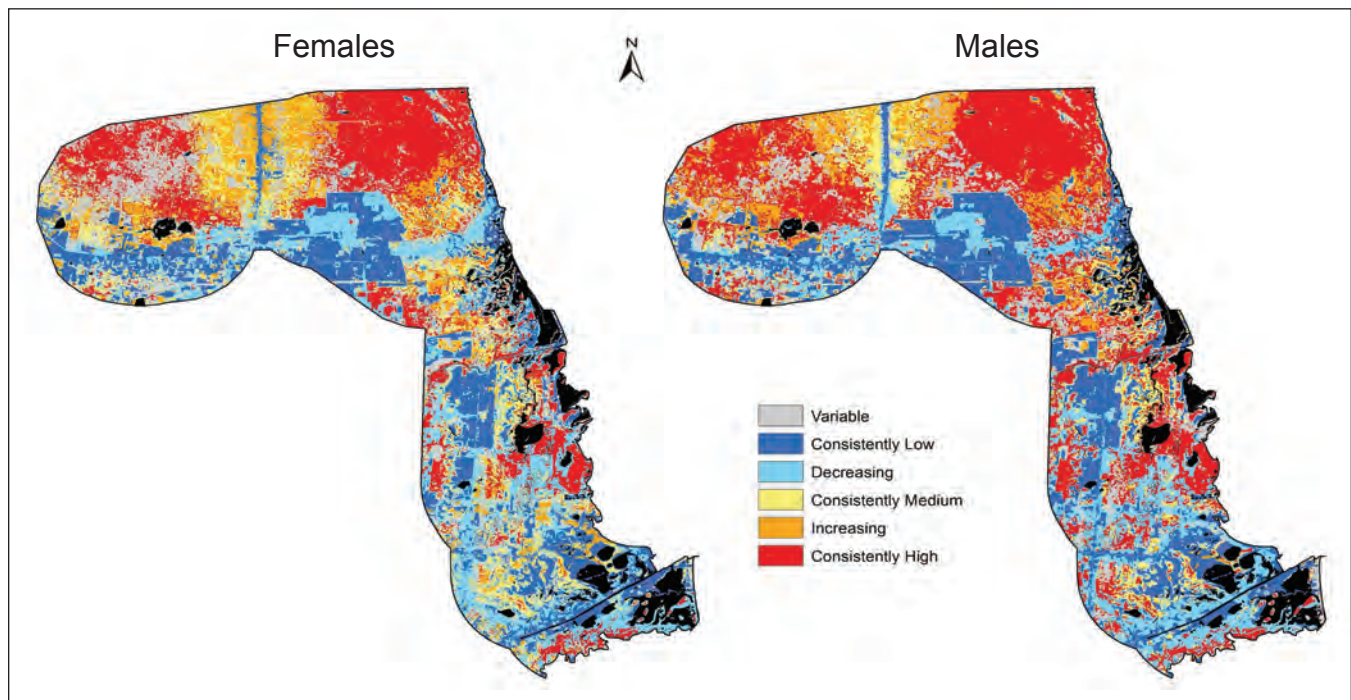 Females
N
Males
Variable
Consistently Low
Decreasing
Consistently Medium
Increasing
Consistently High